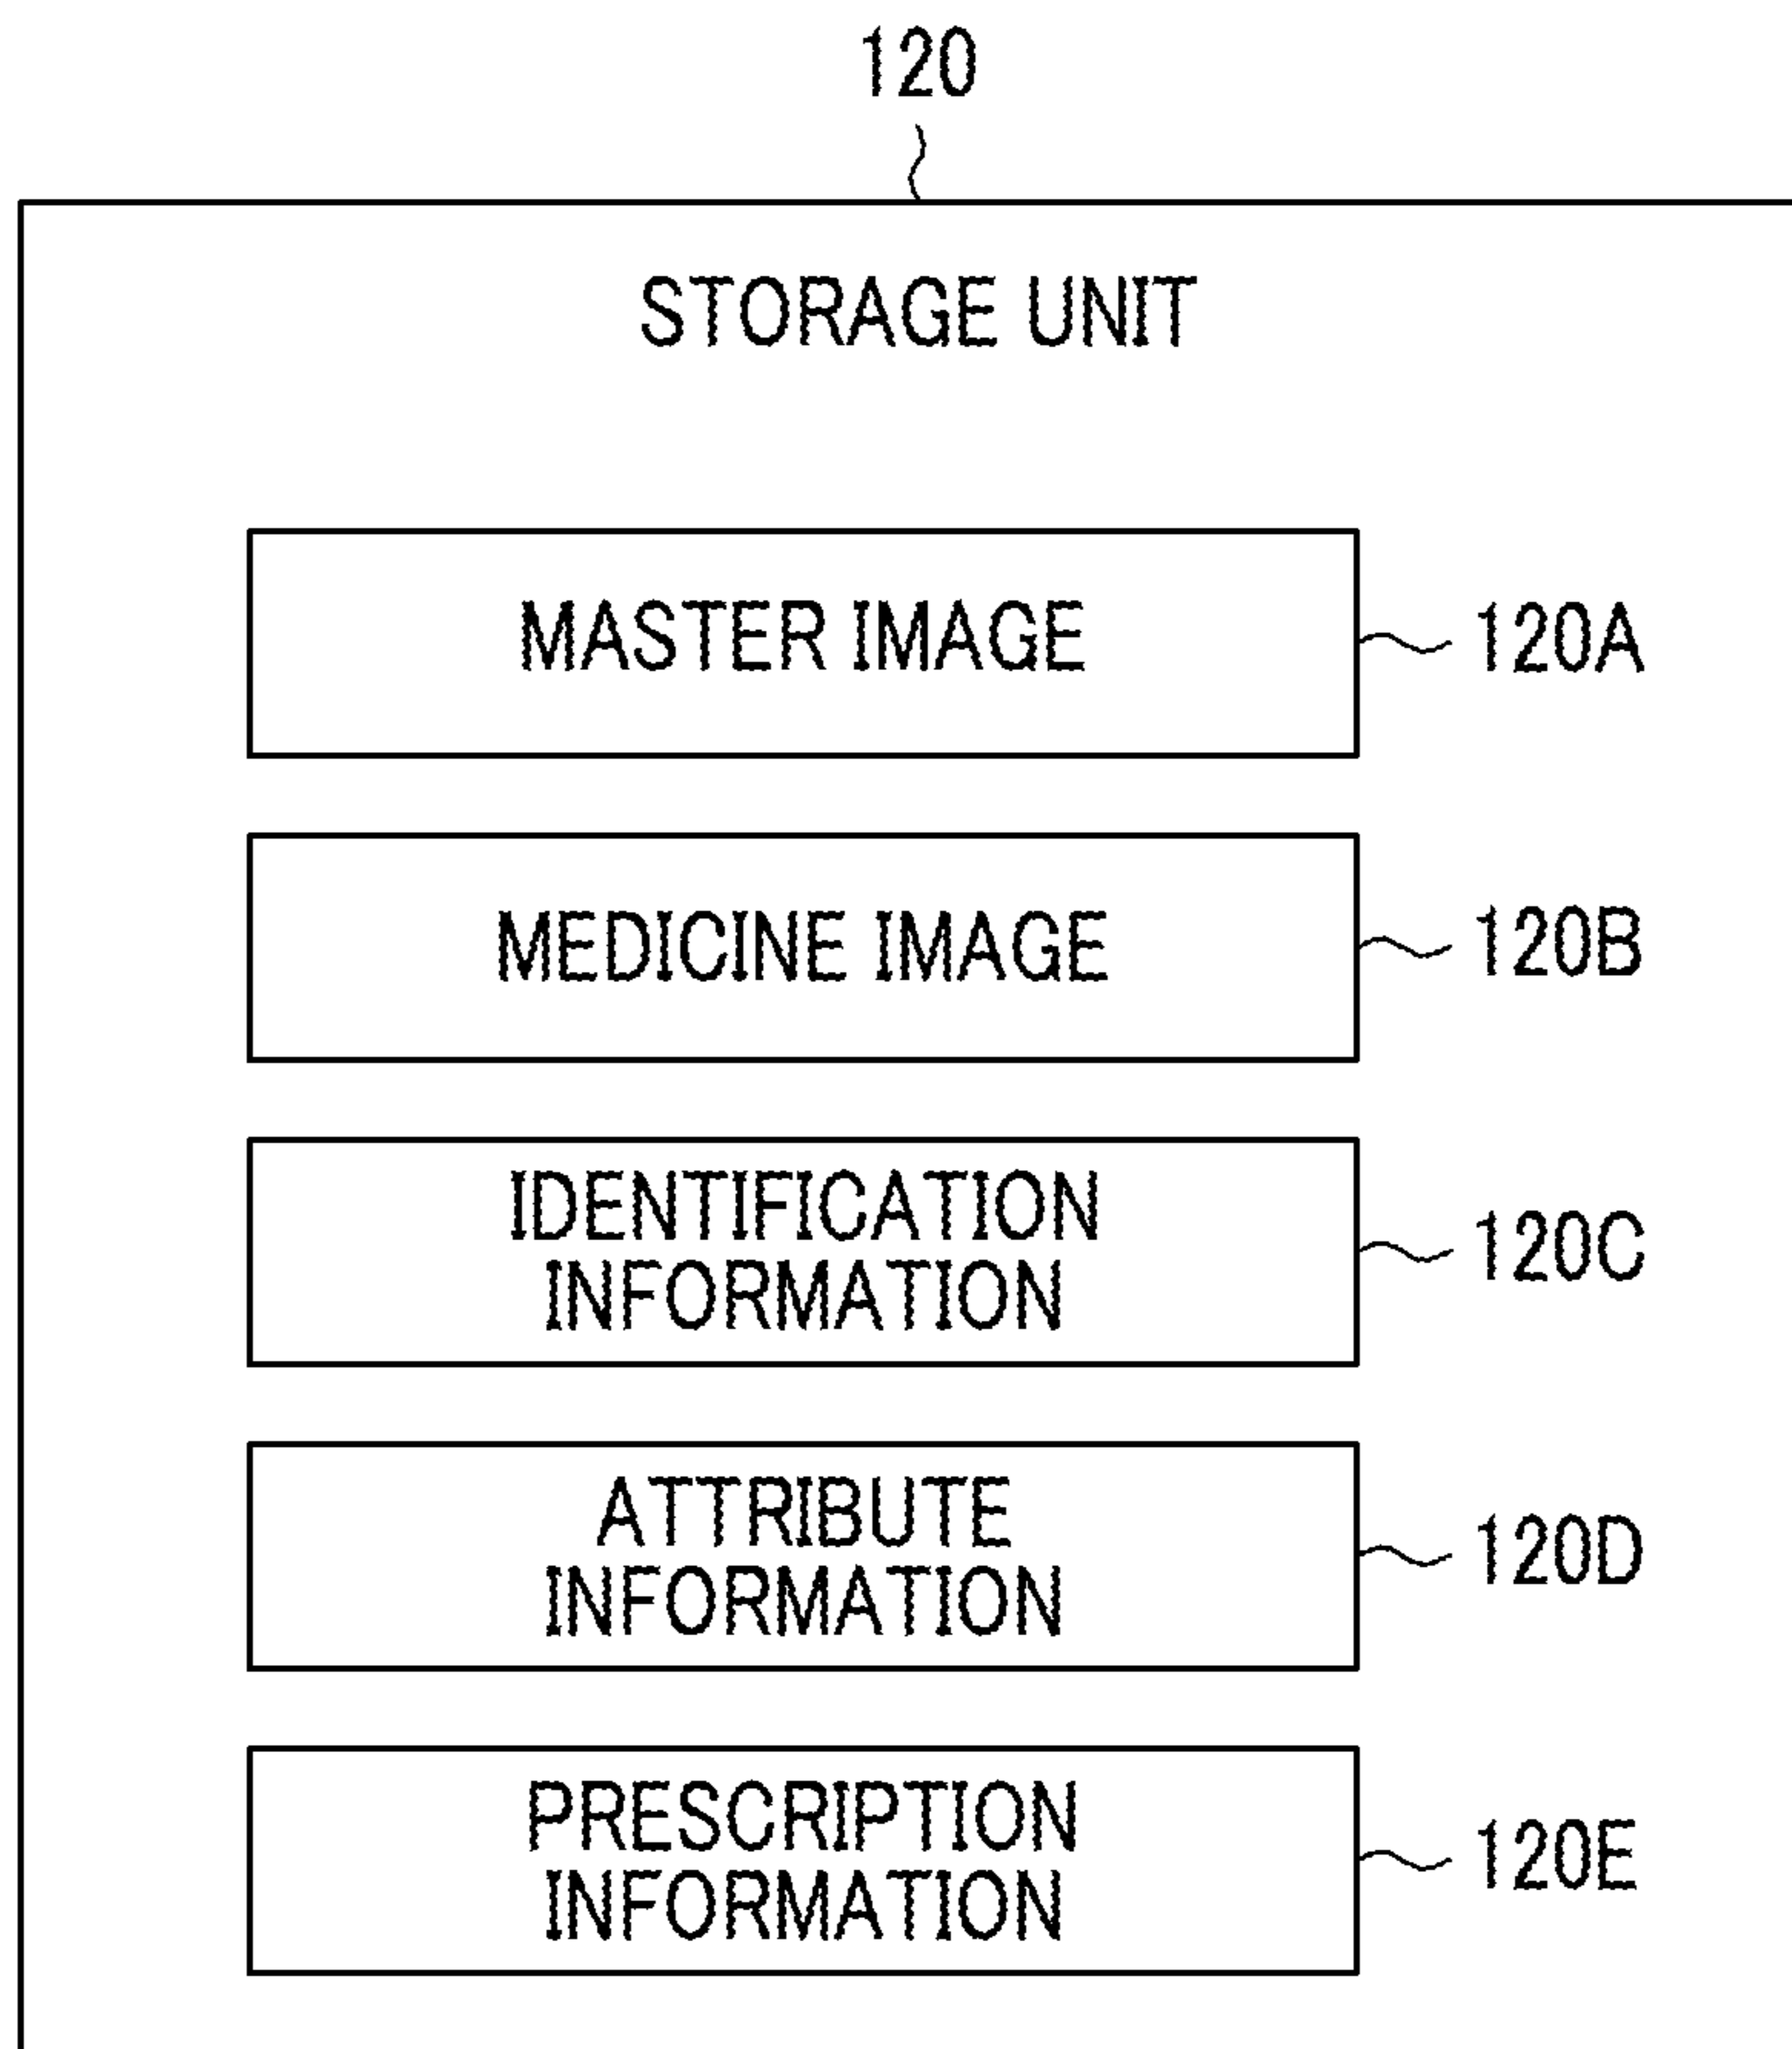 120
STORAGE UNIT
MASTER IMAGE
120A
MEDICINE IMAGE
120B
IDENTIFICATION
INFORMATION
120C
ATTRIBUTE
INFORMATION
120D
PRESCRIPTION
INFORMATION
120E